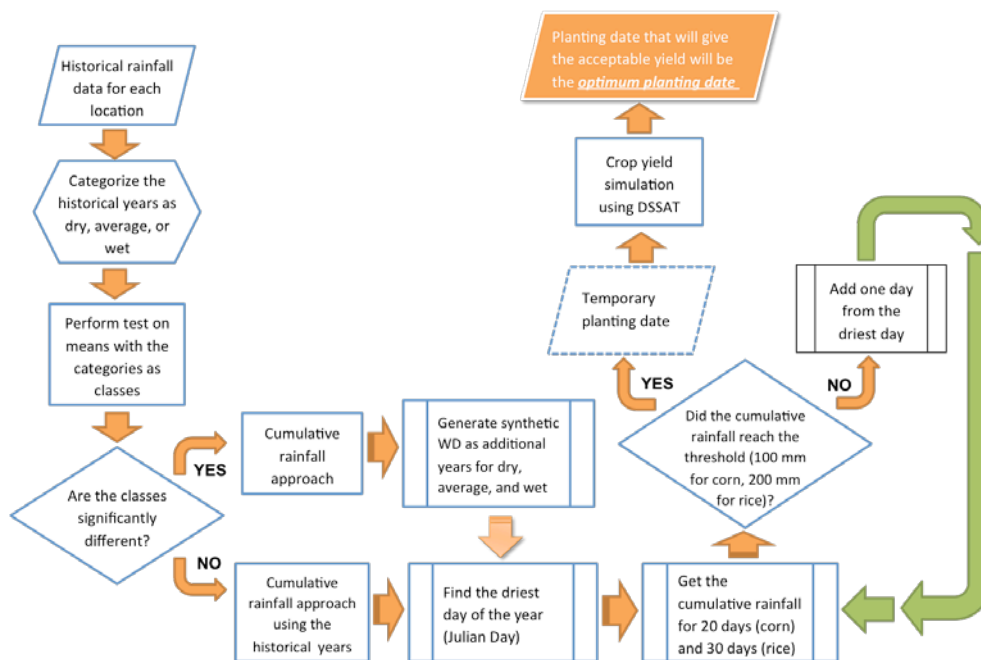 Historical rainfall
data for each
location
Categorize the
historical years as
dry, average, or
wet
Perform test on
means with the
categories as
classes
Are the classes
significantly
different?
YES
NO
Cumulative
rainfall
approach
Generate synthetic
WD as additional
years for dry,
average, and wet
Cumulative
rainfall approach
using the
historical years
Find the driest
day of the year
(Julian Day)
Get the
cumulative rainfall
for 20 days (corn)
and 30 days (rice)
Did the cumulative
rainfall reach the
threshold (100 mm
for corn, 200 mm
for rice)?
YES
NO
Add one day
from the
driest day
Temporary
planting date
Crop yield
simulation
using DSSAT
Planting date that will give
the acceptable yield will be
the optimum planting date